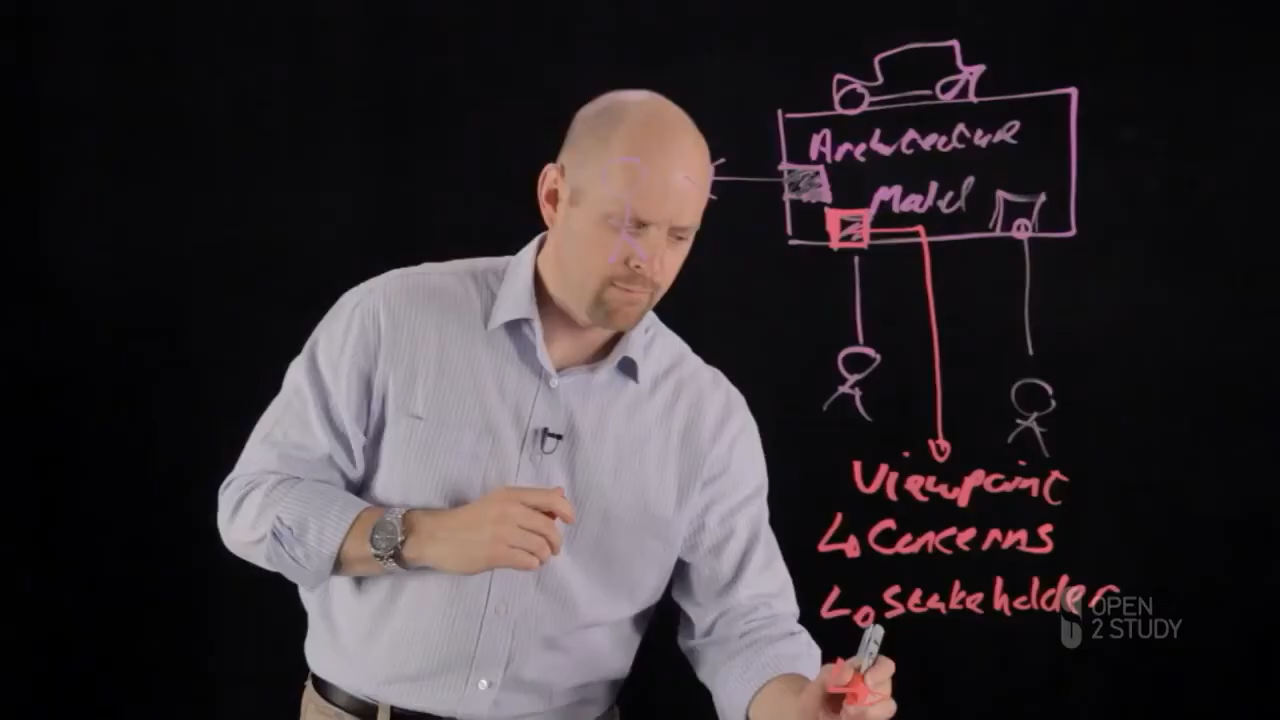 Architecture
Model
Viewpoint
Concerns
Stakeholder
OPEN
2 STUDY